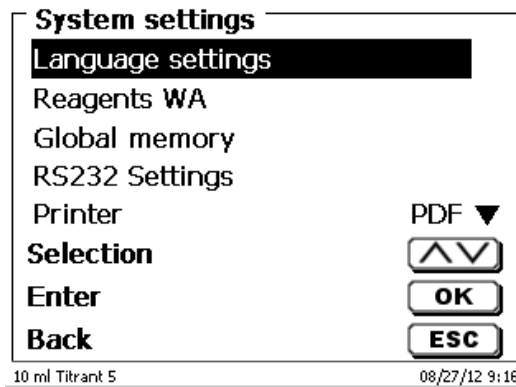 System settings
Language settings
Reagents WA
Global memory
RS232 Settings
Printer PDF ▼
Selection
Enter OK
Back ESC
10 ml Titrant 5 08/27/12 9:16